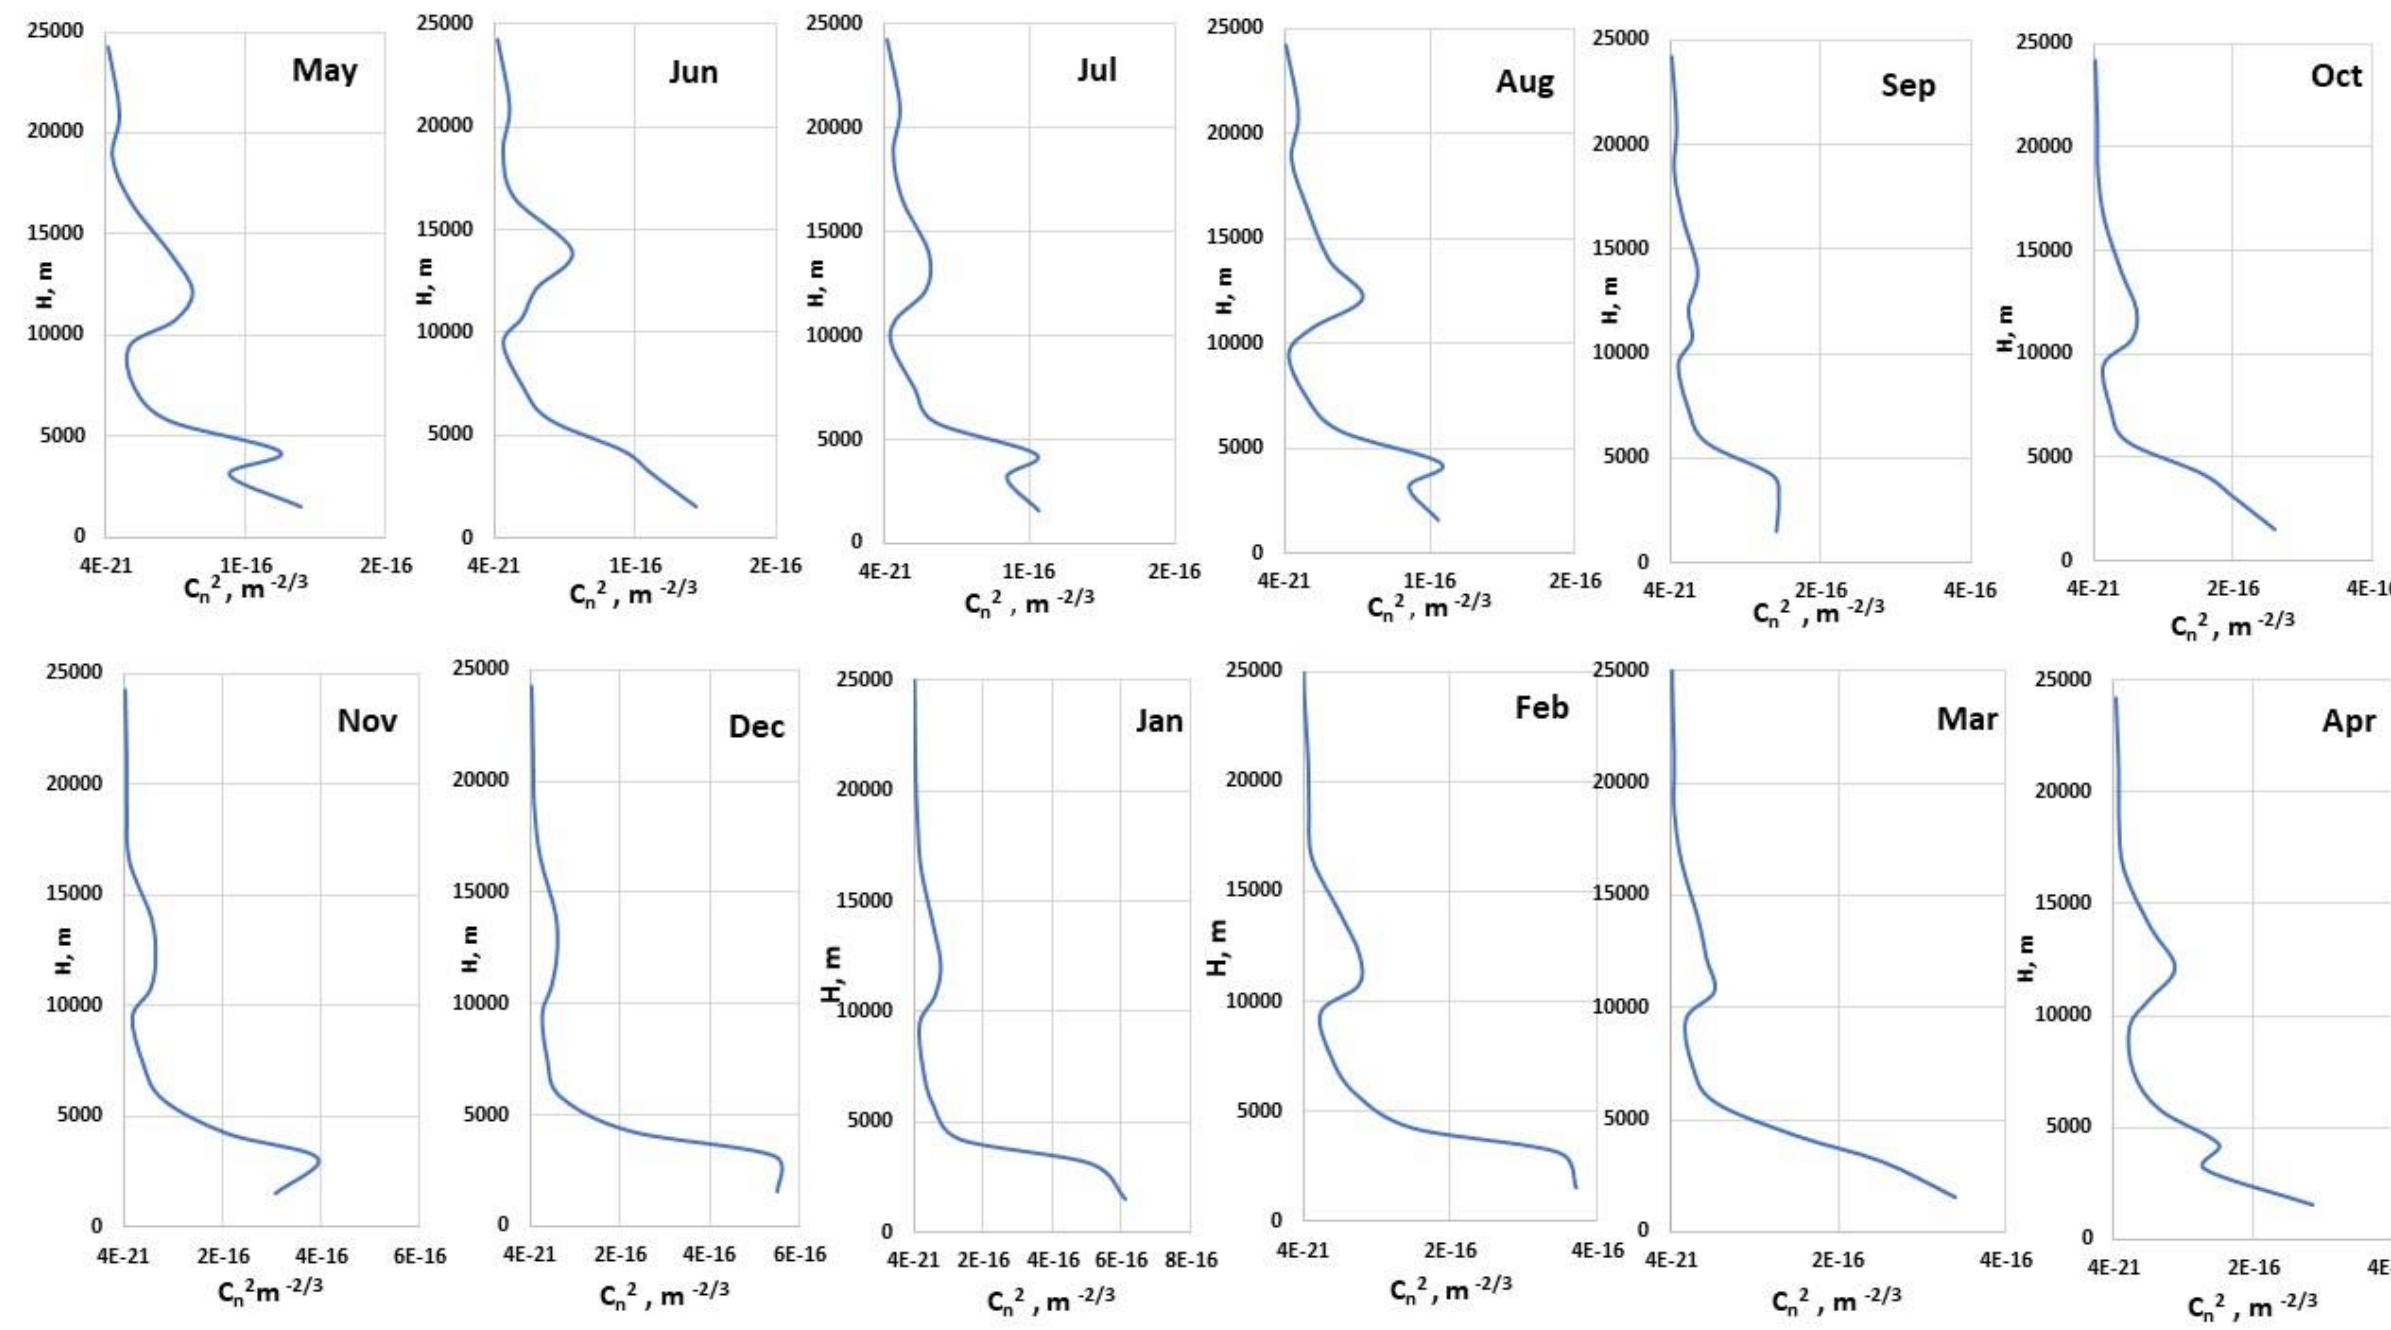 May
25000
20000
15000
10000
5000
0
H, m
4E-21 1E-16 2E-16
Cn², m -2/3
Jun
25000
20000
15000
10000
5000
0
H, m
4E-21 1E-16 2E-16
Cn², m -2/3
Jul
25000
20000
15000
10000
5000
0
H, m
4E-21 1E-16 2E-16
Cn², m -2/3
Aug
25000
20000
15000
10000
5000
0
H, m
4E-21 1E-16 2E-16
Cn², m -2/3
Sep
25000
20000
15000
10000
5000
0
H, m
4E-21 2E-16 4E-16
Cn², m -2/3
Oct
25000
20000
15000
10000
5000
0
H, m
4E-21 2E-16 4E-1
Cn², m -2/3
Nov
25000
20000
15000
10000
5000
0
H, m
4E-21 2E-16 4E-16 6E-16
Cn²m -2/3
Dec
25000
20000
15000
10000
5000
0
H, m
4E-21 2E-16 4E-16 6E-16
Cn², m -2/3
Jan
25000
20000
15000
10000
5000
0
H, m
4E-21 2E-16 4E-16 8E-16
6E-16
Cn², m -2/3
Feb
25000
20000
15000
10000
5000
0
H, m
4E-21 2E-16 4E-16
Cn², m -2/3
Mar
25000
20000
15000
10000
5000
0
4E-21 2E-16 4E-16
Cn², m -2/3
Apr
25000
20000
15000
10000
5000
0
H, m
4E-21 2E-16 4E
Cn², m -2/3